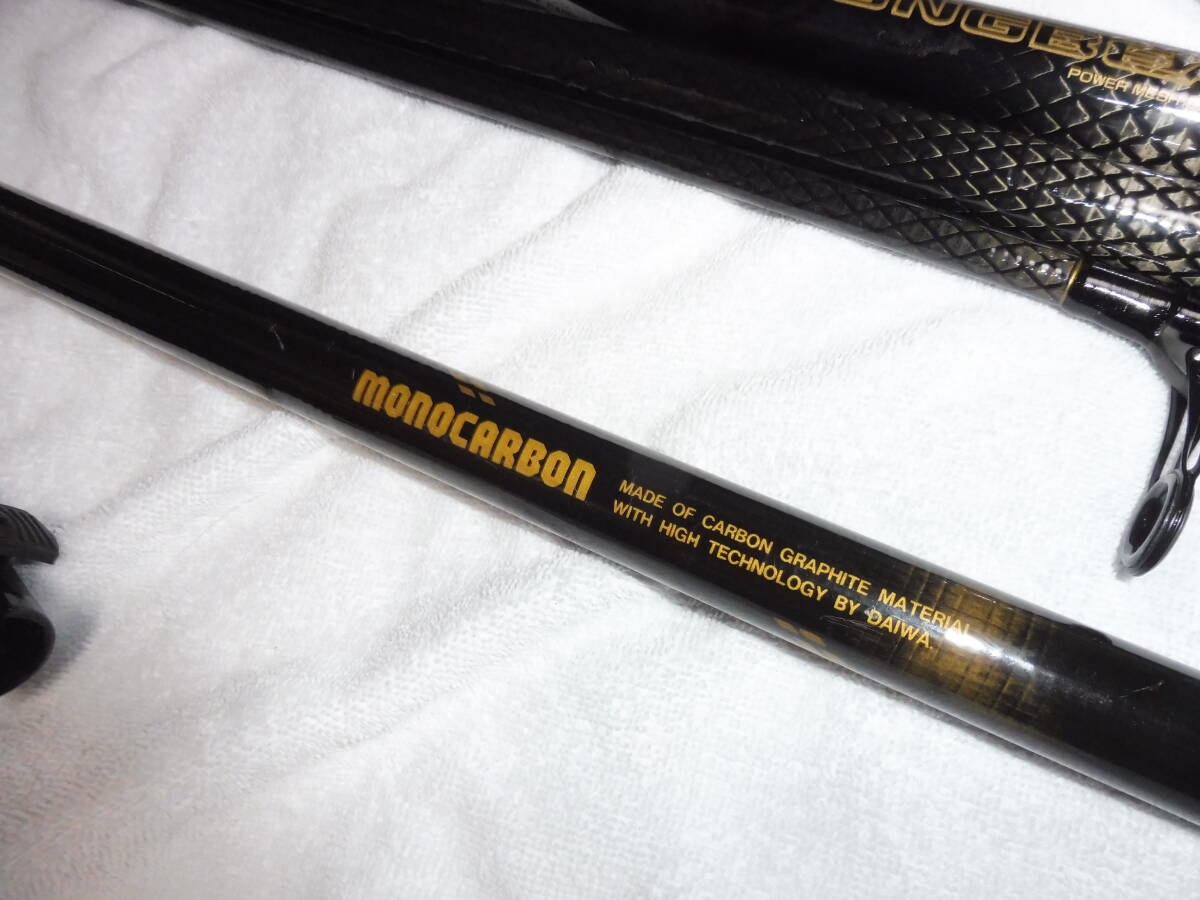 POWER MESH
MONOCARBON
MADE OF CARBON GRAPHITE MATERIAL
WITH HIGH TECHNOLOGY BY DAIWA.